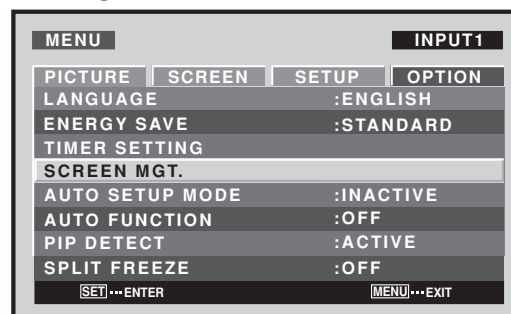 MENU INPUT1
PICTURE SCREEN SETUP OPTION
LANGUAGE :ENGLISH
ENERGY SAVE :STANDARD
TIMER SETTING
SCREEN MGT.
AUTO SETUP MODE :INACTIVE
AUTO FUNCTION :OFF
PIP DETECT :ACTIVE
SPLIT FREEZE :OFF
SET ··· ENTER MENU ··· EXIT